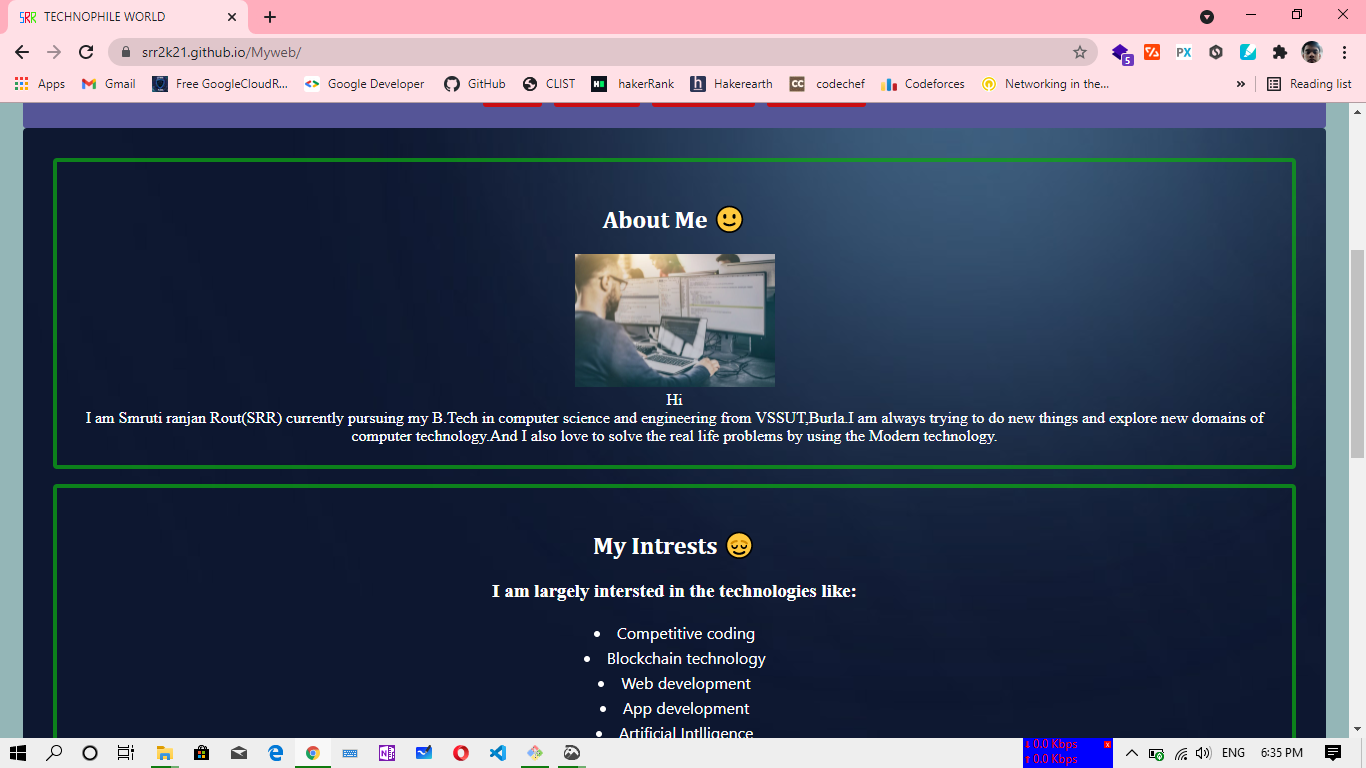 SRR TECHNOPHILE WORLD
srr2k21.github.io/Myweb/
PX
5
Apps Gmail Free GoogleCloudR... Google Developer GitHub CLIST hakerRank Hakerearth codechef Codeforces Networking in the... » Reading list
About Me 🙂
Hi
I am Smruti ranjan Rout(SRR) currently pursuing my B.Tech in computer science and engineering from VSSUT,Burla.I am always trying to do new things and explore new domains of
computer technology.And I also love to solve the real life problems by using the Modern technology.
My Intrests 😌
I am largely intersted in the technologies like:
• Competitive coding
• Blockchain technology
• Web development
• App development
• Artificial Intlligence
↓ 0.0 Kbps x
↑ 0.0 Kbps
ENG 6:35 PM